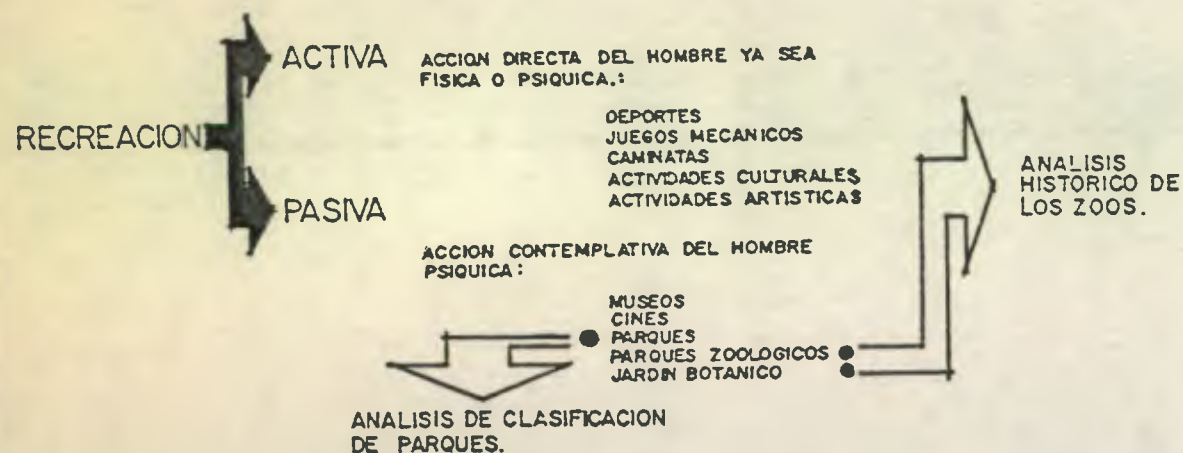 RECREACION
ACTIVA
ACCION DIRECTA DEL HOMBRE YA SEA
FISICA O PSIQUICA.:
DEPORTES
JUEGOS MECANICOS
CAMINATAS
ACTIVIDADES CULTURALES
ACTIVIDADES ARTISTICAS
PASIVA
ACCION CONTEMPLATIVA DEL HOMBRE
PSIQUICA:
MUSEOS
CINES
PARQUES
PARQUES ZOOLOGICOS
JARDIN BOTANICO
ANALISIS
HISTORICO DE
LOS ZOOS.
ANALISIS DE CLASIFICACION
DE PARQUES.